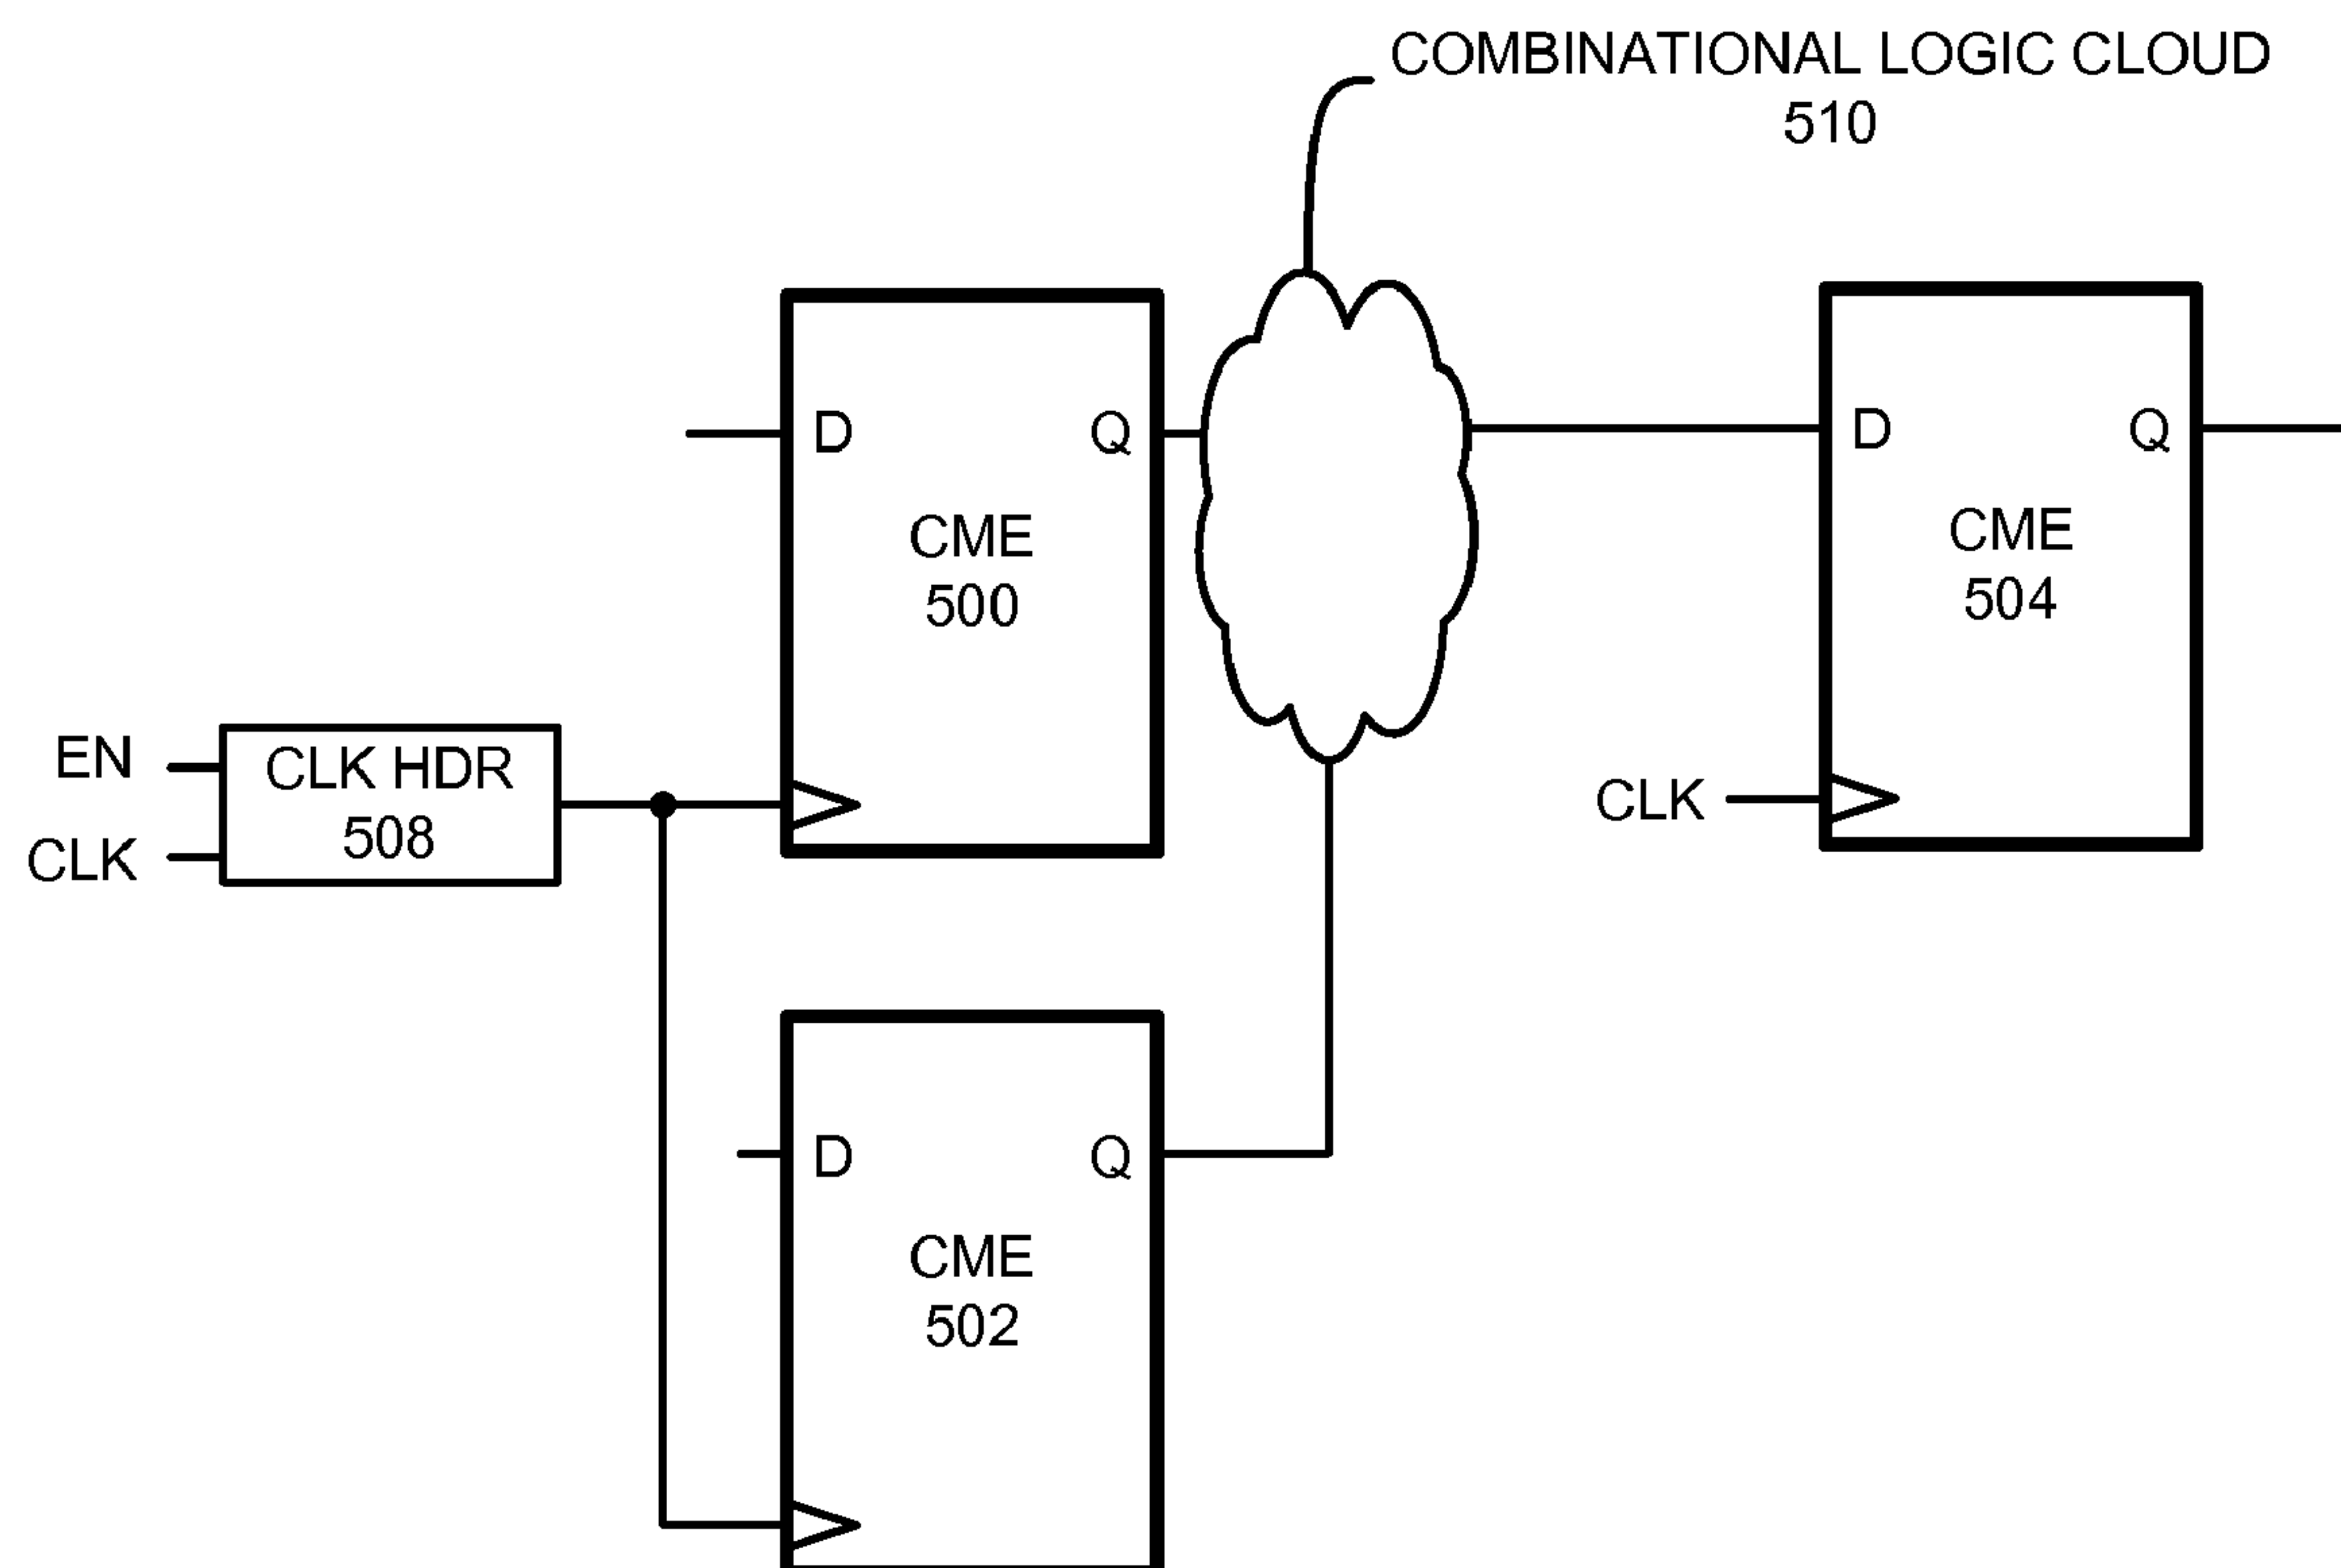 COMBINATIONAL LOGIC CLOUD
510
D
Q
CME
500
D
Q
CME
504
EN
CLK
CLK HDR
508
CLK
D
Q
CME
502